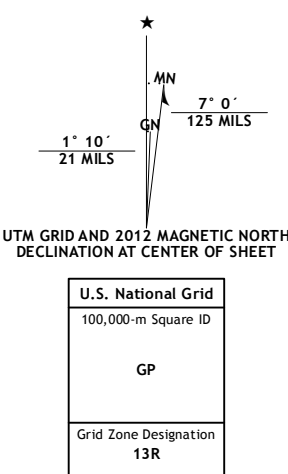 ★
MN
7° 0´
125 MILS
GN
1° 10´
21 MILS
UTM GRID AND 2012 MAGNETIC NORTH
DECLINATION AT CENTER OF SHEET
U.S. National Grid
100,000-m Square ID
GP
Grid Zone Designation
13R